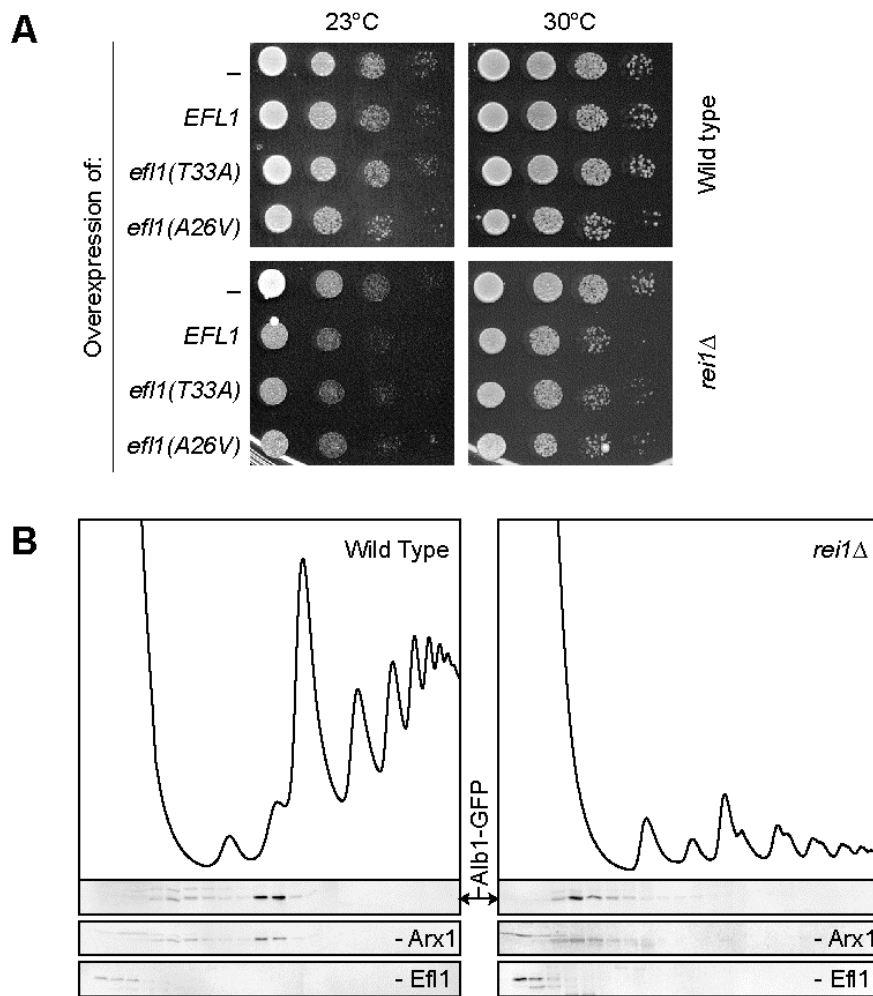 A
23°C
30°C
Overexpression of:
–
EFL1
efl1(T33A)
efl1(A26V)
Wild type
–
EFL1
efl1(T33A)
efl1(A26V)
rei1Δ
B
Wild Type
rei1Δ
Alb1-GFP
- Arx1
- Arx1
- Efl1
- Efl1